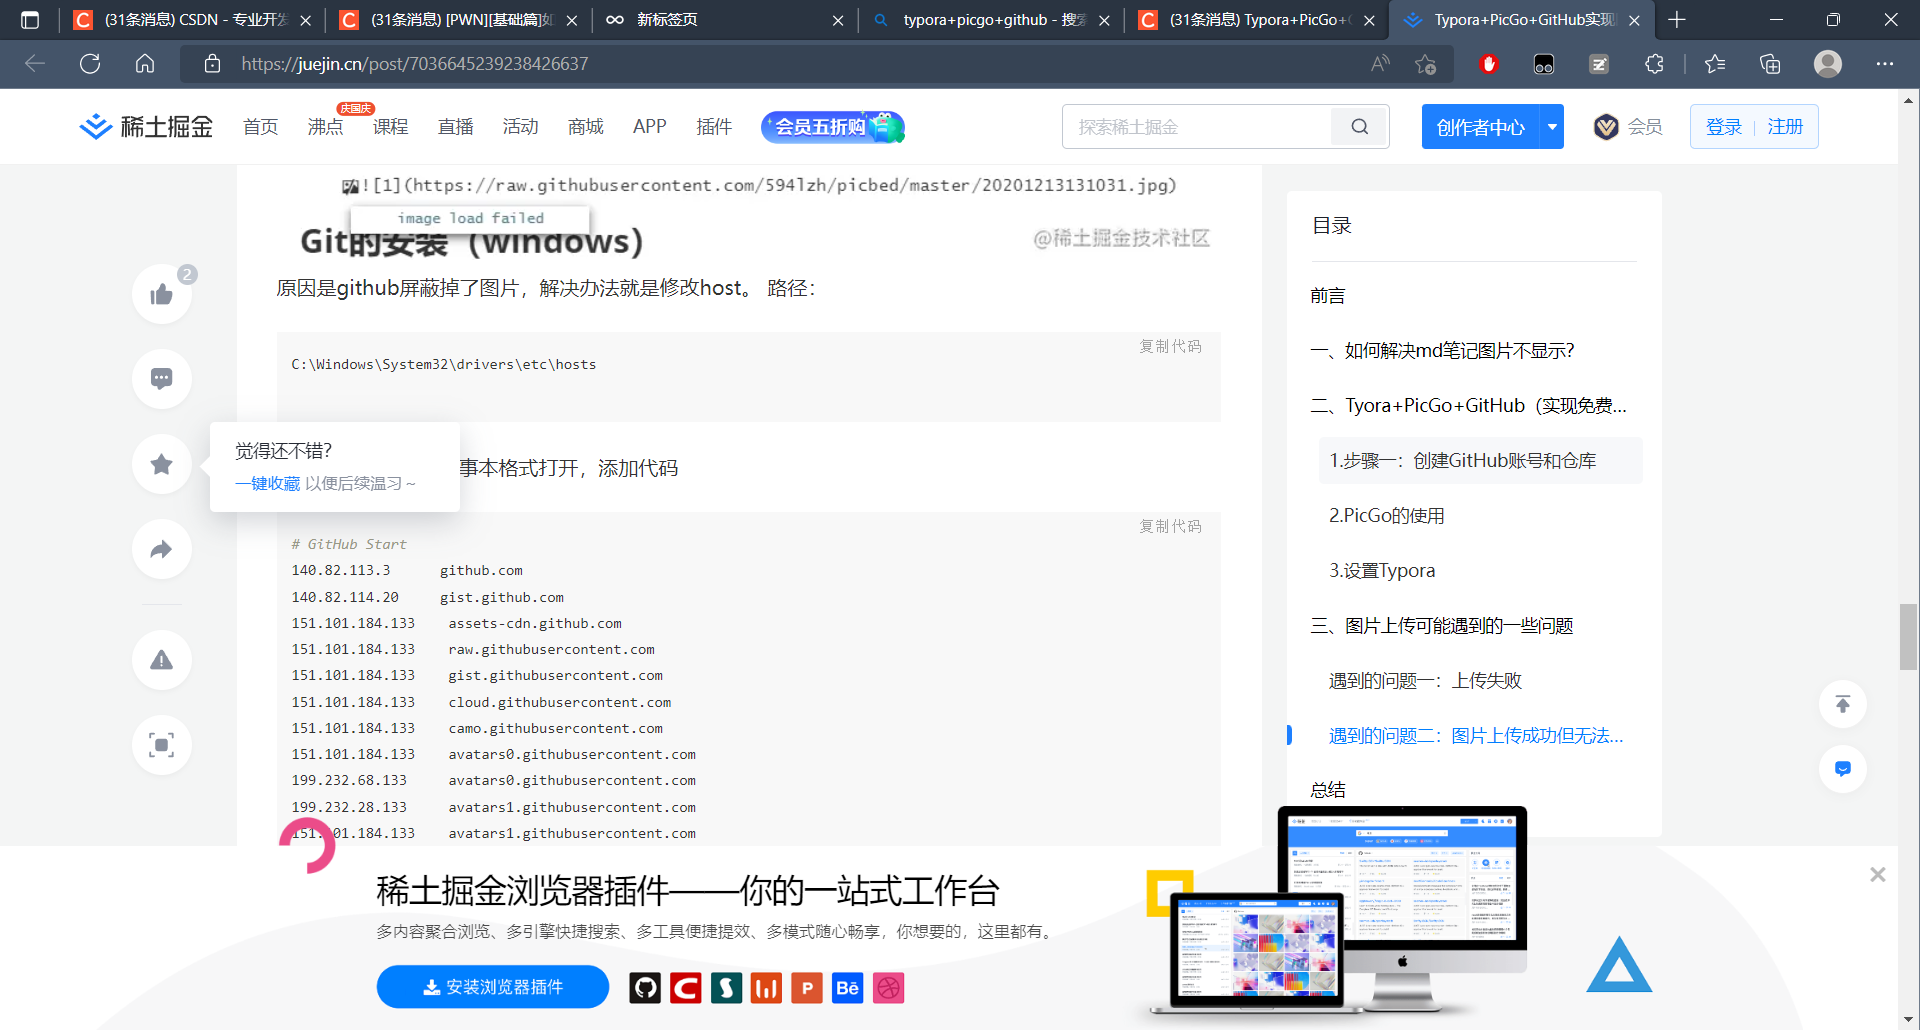 (31条消息) CSDN - 专业开发
(31条消息) [PWN][基础篇]如
新标签页
typora+picgo+github - 搜索
(31条消息) Typora+PicGo+G
Typora+PicGo+GitHub实现
https://juejin.cn/post/7036645239238426637
稀土掘金
首页
沸点
庆国庆
课程
直播
活动
商城
APP
插件
会员五折购
探索稀土掘金
创作者中心
会员
登录
注册
![1](https://raw.githubusercontent.com/594lzh/picbed/master/20201213131031.jpg)
image load failed
Git的安装（windows）
@稀土掘金技术社区
原因是github屏蔽掉了图片，解决办法就是修改host。 路径：
复制代码
C:\Windows\System32\drivers\etc\hosts
2
觉得还不错?
一键收藏 以便后续温习 ~
事本格式打开，添加代码
复制代码
# GitHub Start
140.82.113.3 github.com
140.82.114.20 gist.github.com
151.101.184.133 assets-cdn.github.com
151.101.184.133 raw.githubusercontent.com
151.101.184.133 gist.githubusercontent.com
151.101.184.133 cloud.githubusercontent.com
151.101.184.133 camo.githubusercontent.com
151.101.184.133 avatars0.githubusercontent.com
199.232.68.133 avatars0.githubusercontent.com
199.232.28.133 avatars1.githubusercontent.com
151.101.184.133 avatars1.githubusercontent.com
目录
前言
一、如何解决md笔记图片不显示?
二、Tyora+PicGo+GitHub（实现免费...
1.步骤一：创建GitHub账号和仓库
2.PicGo的使用
3.设置Typora
三、图片上传可能遇到的一些问题
遇到的问题一：上传失败
遇到的问题二：图片上传成功但无法...
总结
稀土掘金浏览器插件——你的一站式工作台
多内容聚合浏览、多引擎快捷搜索、多工具便捷提效、多模式随心畅享，你想要的，这里都有。
安装浏览器插件